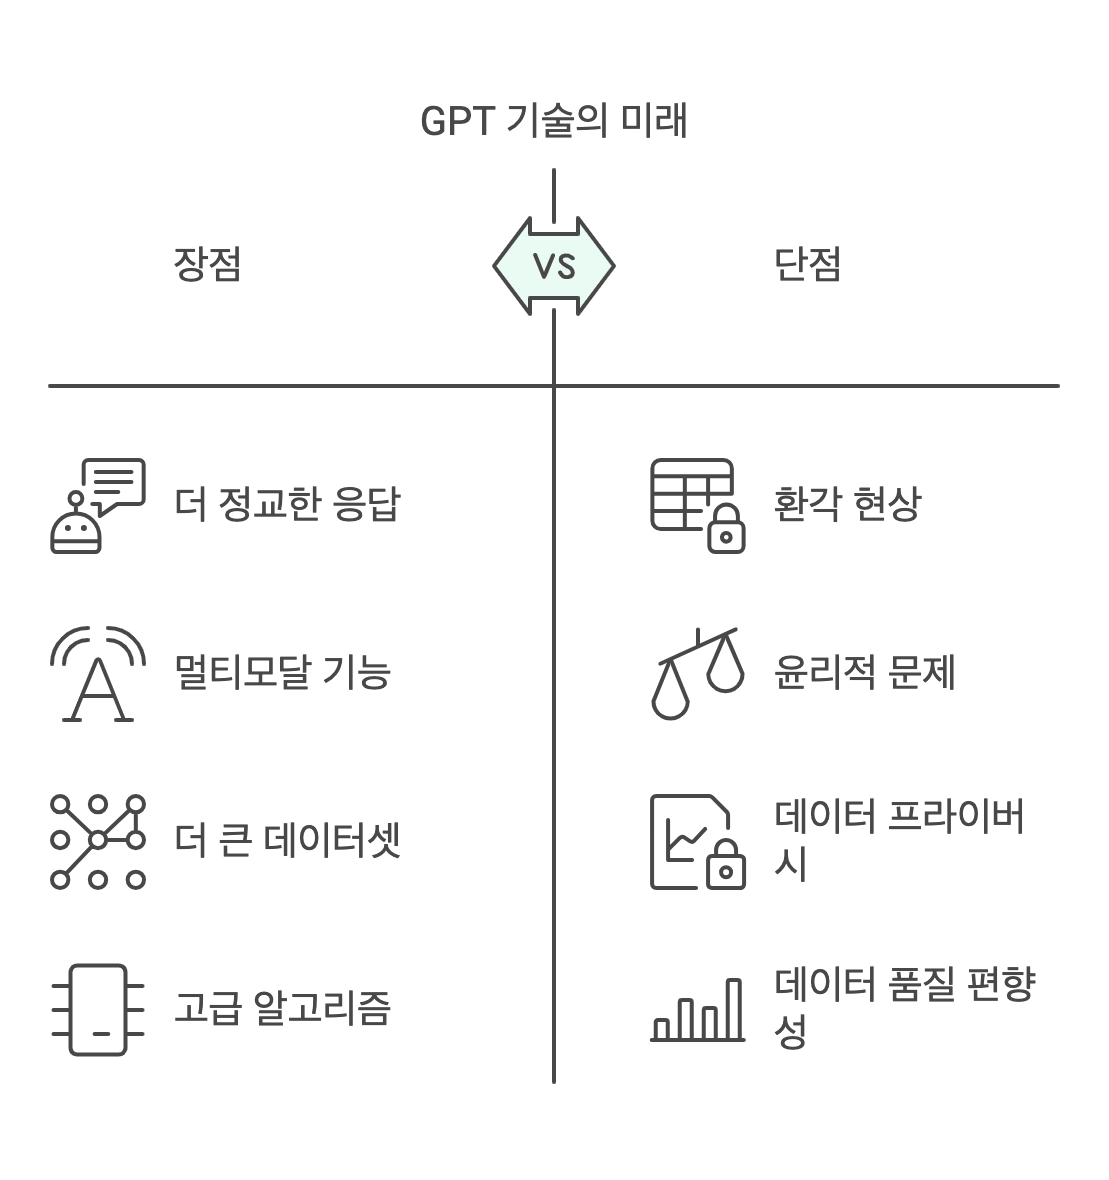 GPT 기술의 미래
장점
VS
단점
더 정교한 응답
환각 현상
멀티모달 기능
윤리적 문제
더 큰 데이터셋
데이터 프라이버
시
고급 알고리즘
데이터 품질 편향
성